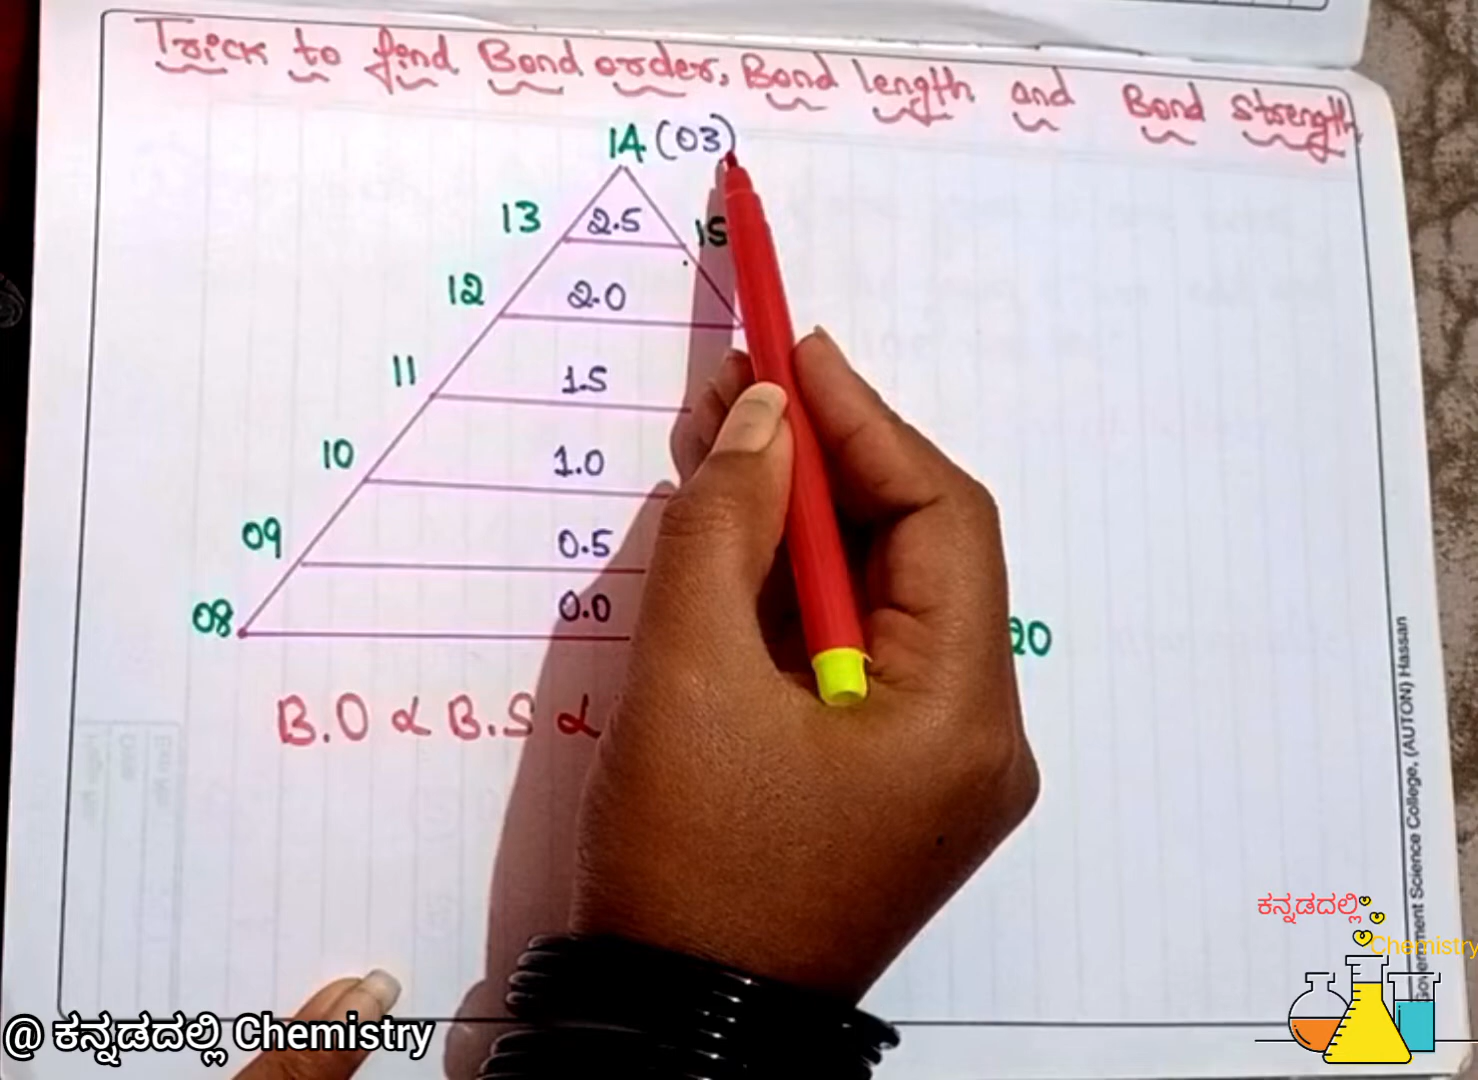 Trick to find Bond order, Bond length and Bond strength
14 (03)
13 2.5 15
12 2.0
11 1.5
10 1.0
09 0.5
08 0.0 20
B.O α B.S α
Government Science College, (AUTON) Hassan
ಕನ್ನಡದಲ್ಲಿ
Chemistry
@ ಕನ್ನಡದಲ್ಲಿ Chemistry